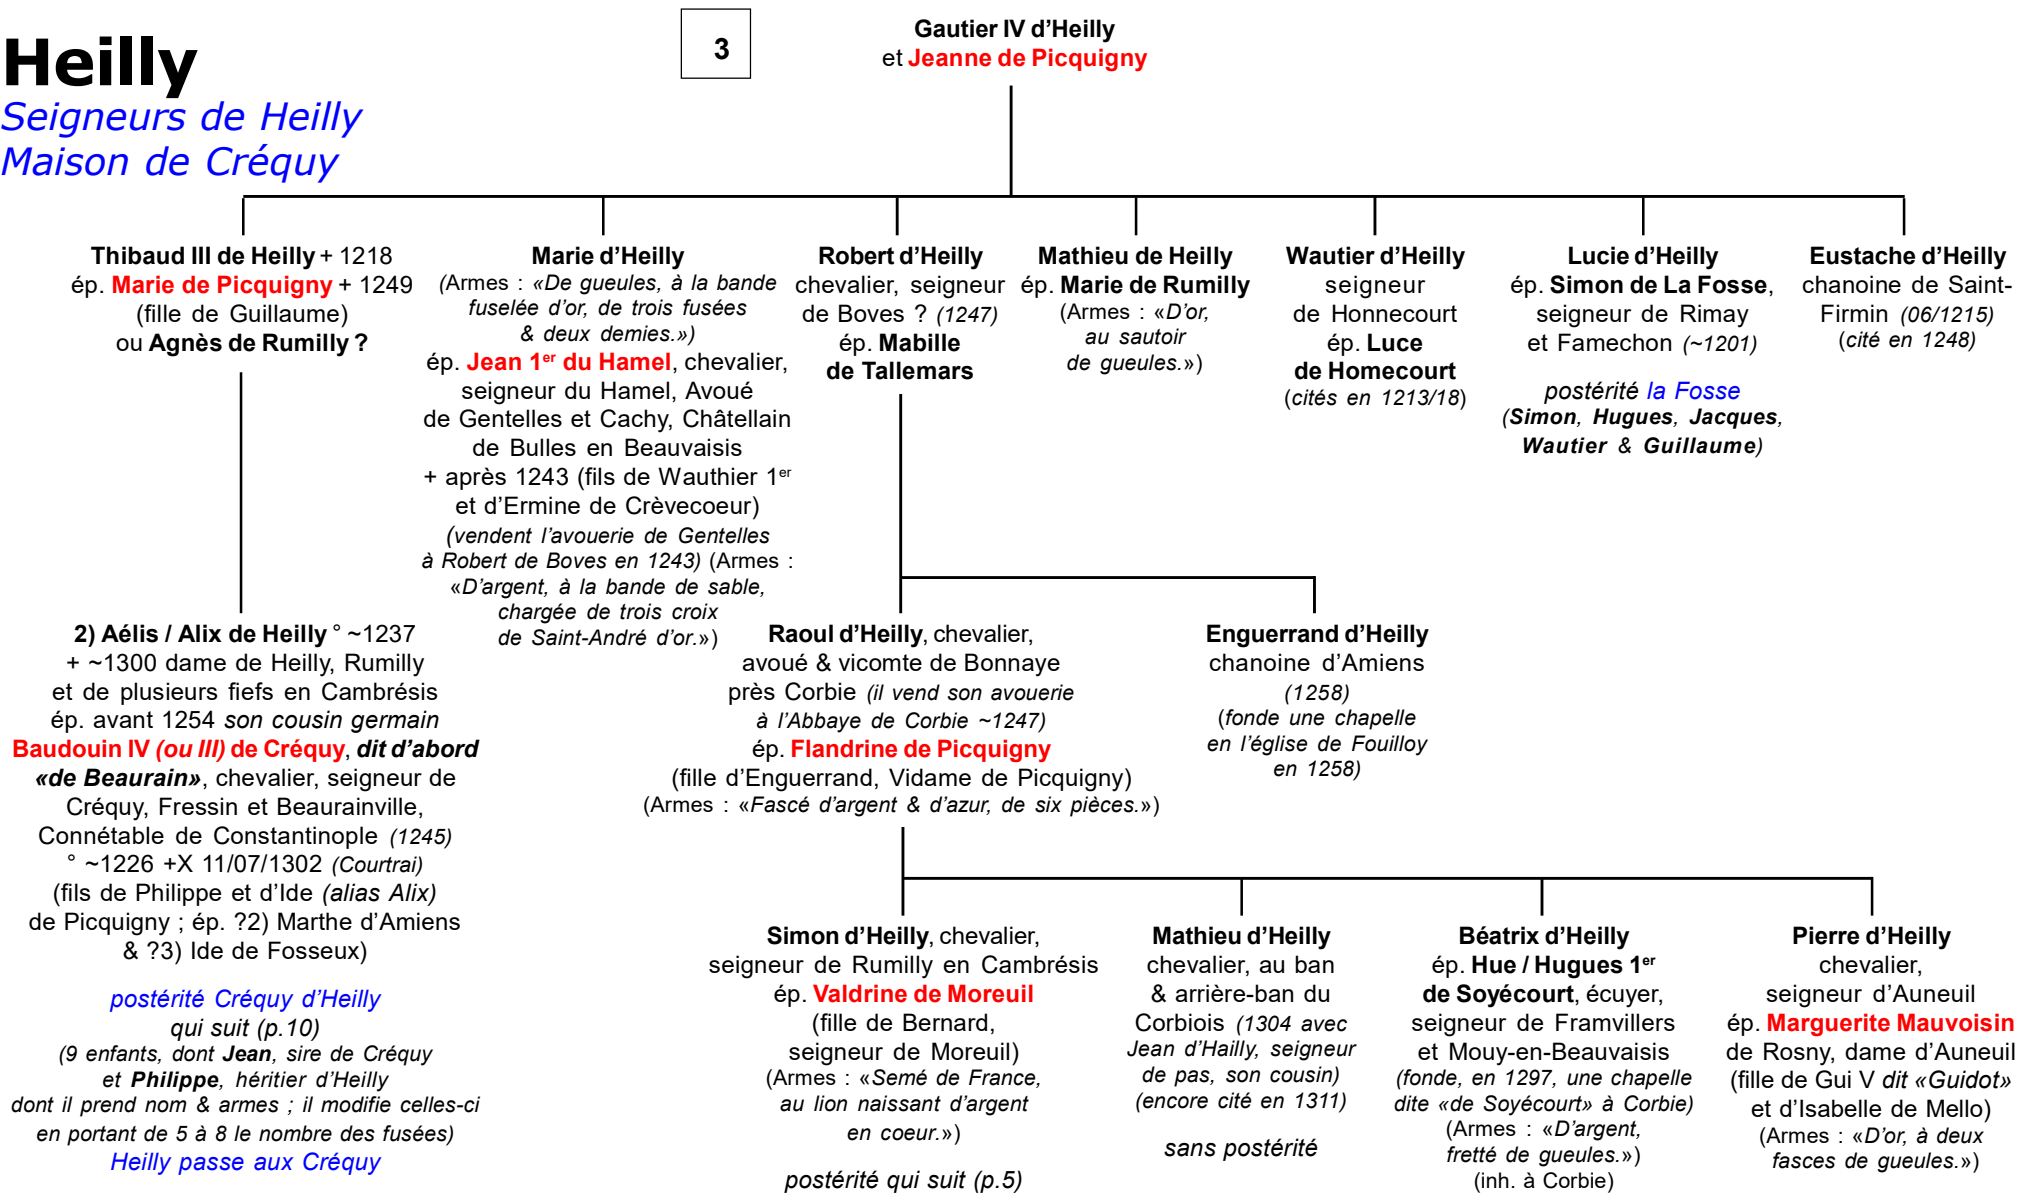 Heilly
Seigneurs de Heilly
Maison de Créquy
3
Gautier IV d’Heilly
et Jeanne de Picquigny
Thibaud III de Heilly + 1218
ép. Marie de Picquigny + 1249
(fille de Guillaume)
ou Agnès de Rumilly ?
Marie d’Heilly
(Armes : «De gueules, à la bande
fuselée d’or, de trois fusées
& deux demies.»)
ép. Jean 1er du Hamel, chevalier,
seigneur du Hamel, Avoué
de Gentelles et Cachy, Châtellain
de Bulles en Beauvaisis
+ après 1243 (fils de Wauthier 1er
et d’Ermine de Crèvecoeur)
(vendent l’avouerie de Gentelles
à Robert de Boves en 1243) (Armes :
«D’argent, à la bande de sable,
chargée de trois croix
de Saint-André d’or.»)
Robert d’Heilly
chevalier, seigneur
de Boves ? (1247)
ép. Mabille
de Tallemars
Mathieu de Heilly
ép. Marie de Rumilly
(Armes : «D’or,
au sautoir
de gueules.»)
Wautier d’Heilly
seigneur
de Honnecourt
ép. Luce
de Homecourt
(cités en 1213/18)
Lucie d’Heilly
ép. Simon de La Fosse,
seigneur de Rimay
et Famechon (~1201)
postérité la Fosse
(Simon, Hugues, Jacques,
Wautier & Guillaume)
Eustache d’Heilly
chanoine de Saint-
Firmin (06/1215)
(cité en 1248)
2) Aélis / Alix de Heilly ° ~1237
+ ~1300 dame de Heilly, Rumilly
et de plusieurs fiefs en Cambrésis
ép. avant 1254 son cousin germain
Baudouin IV (ou III) de Créquy, dit d’abord
«de Beaurain», chevalier, seigneur de
Créquy, Fressin et Beaurainville,
Connétable de Constantinople (1245)
° ~1226 +X 11/07/1302 (Courtrai)
(fils de Philippe et d’Ide (alias Alix)
de Picquigny ; ép. ?2) Marthe d’Amiens
& ?3) Ide de Fosseux)
postérité Créquy d’Heilly
qui suit (p.10)
(9 enfants, dont Jean, sire de Créquy
et Philippe, héritier d’Heilly
dont il prend nom & armes ; il modifie celles-ci
en portant de 5 à 8 le nombre des fusées)
Heilly passe aux Créquy
Raoul d’Heilly, chevalier,
avoué & vicomte de Bonnaye
près Corbie (il vend son avouerie
à l’Abbaye de Corbie ~1247)
ép. Flandrine de Picquigny
(fille d’Enguerrand, Vidame de Picquigny)
(Armes : «Fascé d’argent & d’azur, de six pièces.»)
Enguerrand d’Heilly
chanoine d’Amiens
(1258)
(fonde une chapelle
en l’église de Fouilloy
en 1258)
Simon d’Heilly, chevalier,
seigneur de Rumilly en Cambrésis
ép. Valdrine de Moreuil
(fille de Bernard,
seigneur de Moreuil)
(Armes : «Semé de France,
au lion naissant d’argent
en coeur.»)
postérité qui suit (p.5)
Mathieu d’Heilly
chevalier, au ban
& arrière-ban du
Corbiois (1304 avec
Jean d’Hailly, seigneur
de pas, son cousin)
(encore cité en 1311)
sans postérité
Béatrix d’Heilly
ép. Hue / Hugues 1er
de Soyécourt, écuyer,
seigneur de Framvillers
et Mouy-en-Beauvaisis
(fonde, en 1297, une chapelle
dite «de Soyécourt» à Corbie)
(Armes : «D’argent,
fretté de gueules.»)
(inh. à Corbie)
Pierre d’Heilly
chevalier,
seigneur d’Auneuil
ép. Marguerite Mauvoisin
de Rosny, dame d’Auneuil
(fille de Gui V dit «Guidot»
et d’Isabelle de Mello)
(Armes : «D’or, à deux
fasces de gueules.»)